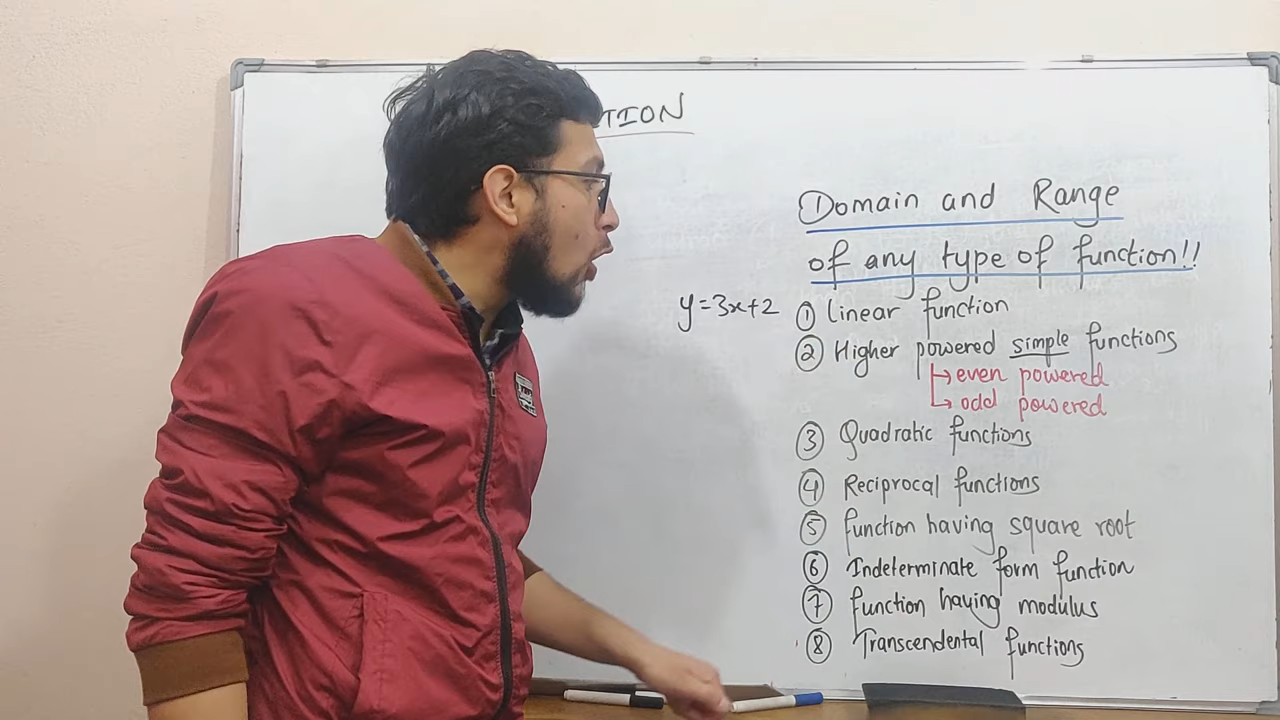 TION
① Domain and Range
of any type of function!!
y=3x+2
① Linear function
② Higher powered simple functions
↳ even powered
↳ odd powered
③ Quadratic functions
④ Reciprocal functions
⑤ function having square root
⑥ Indeterminate form function
⑦ function having modulus
⑧ Transcendental functions